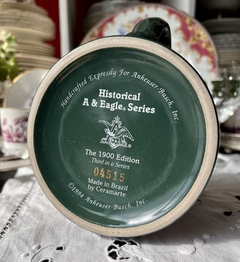 Handcrafted Expressly For Anheuser-Busch, Inc.
Historical
A & Eagle Series
The 1900 Edition
Third in a Series
04515
Made in Brazil
by Ceramarte
©1994 Anheuser-Busch, Inc.